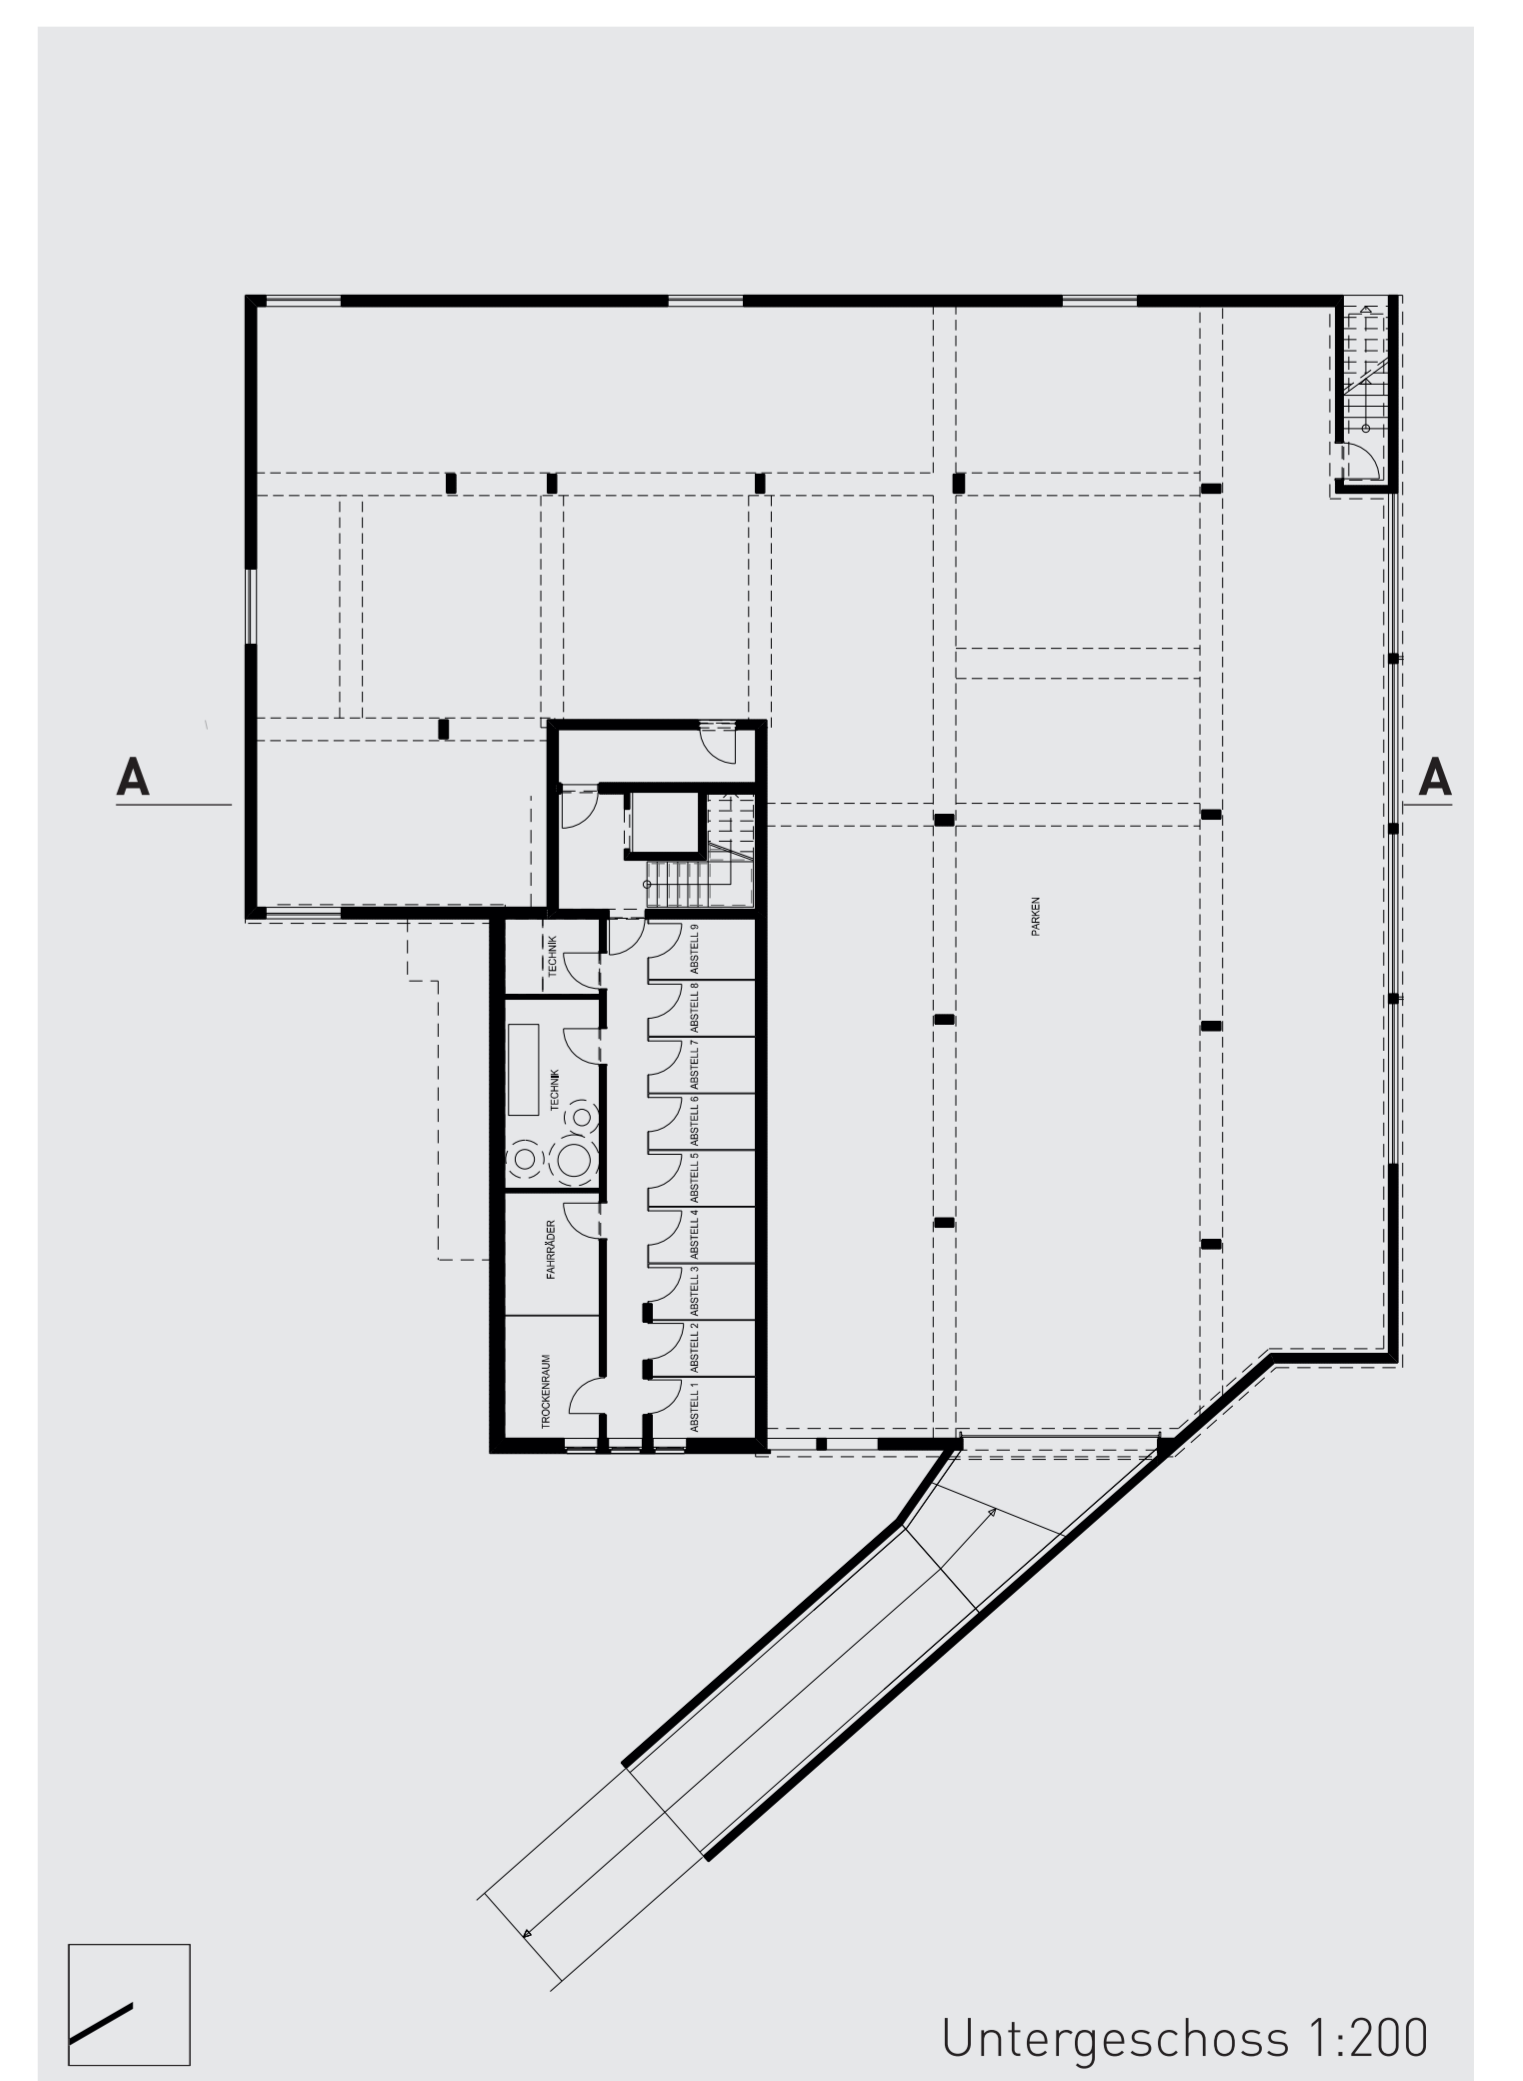 A
A
PARKEN
TECHNIK
ABSTELL 9
ABSTELL 8
TECHNIK
ABSTELL 7
ABSTELL 6
ABSTELL 5
FAHRRÄDER
ABSTELL 4
ABSTELL 3
TROCKENRAUM
ABSTELL 2
ABSTELL 1
Untergeschoss 1:200